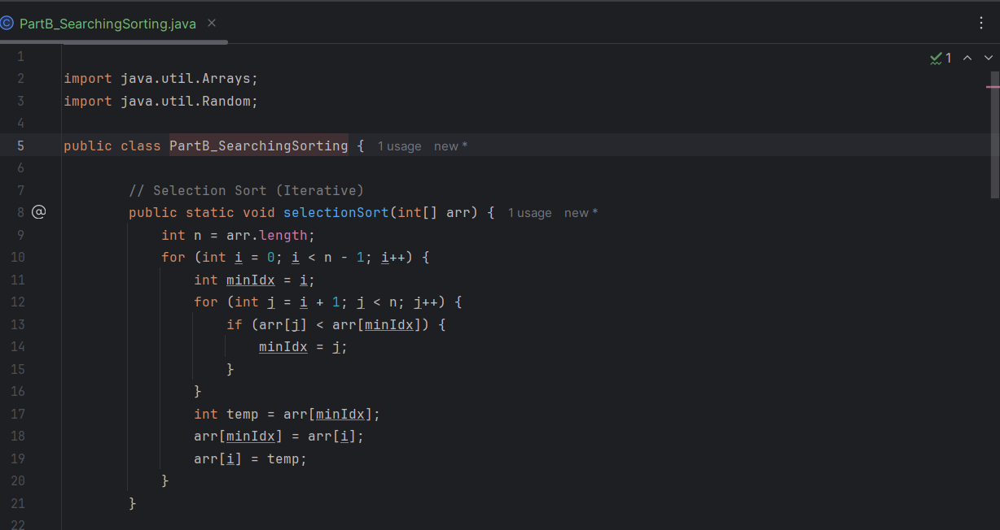 PartB_SearchingSorting.java
1
1
2 import java.util.Arrays;
3 import java.util.Random;
4
5 public class PartB_SearchingSorting { 1 usage new *
6
7 // Selection Sort (Iterative)
8 @ public static void selectionSort(int[] arr) { 1 usage new *
9 int n = arr.length;
10 for (int i = 0; i < n - 1; i++) {
11 int minIdx = i;
12 for (int j = i + 1; j < n; j++) {
13 if (arr[j] < arr[minIdx]) {
14 minIdx = j;
15 }
16 }
17 int temp = arr[minIdx];
18 arr[minIdx] = arr[i];
19 arr[i] = temp;
20 }
21 }
22